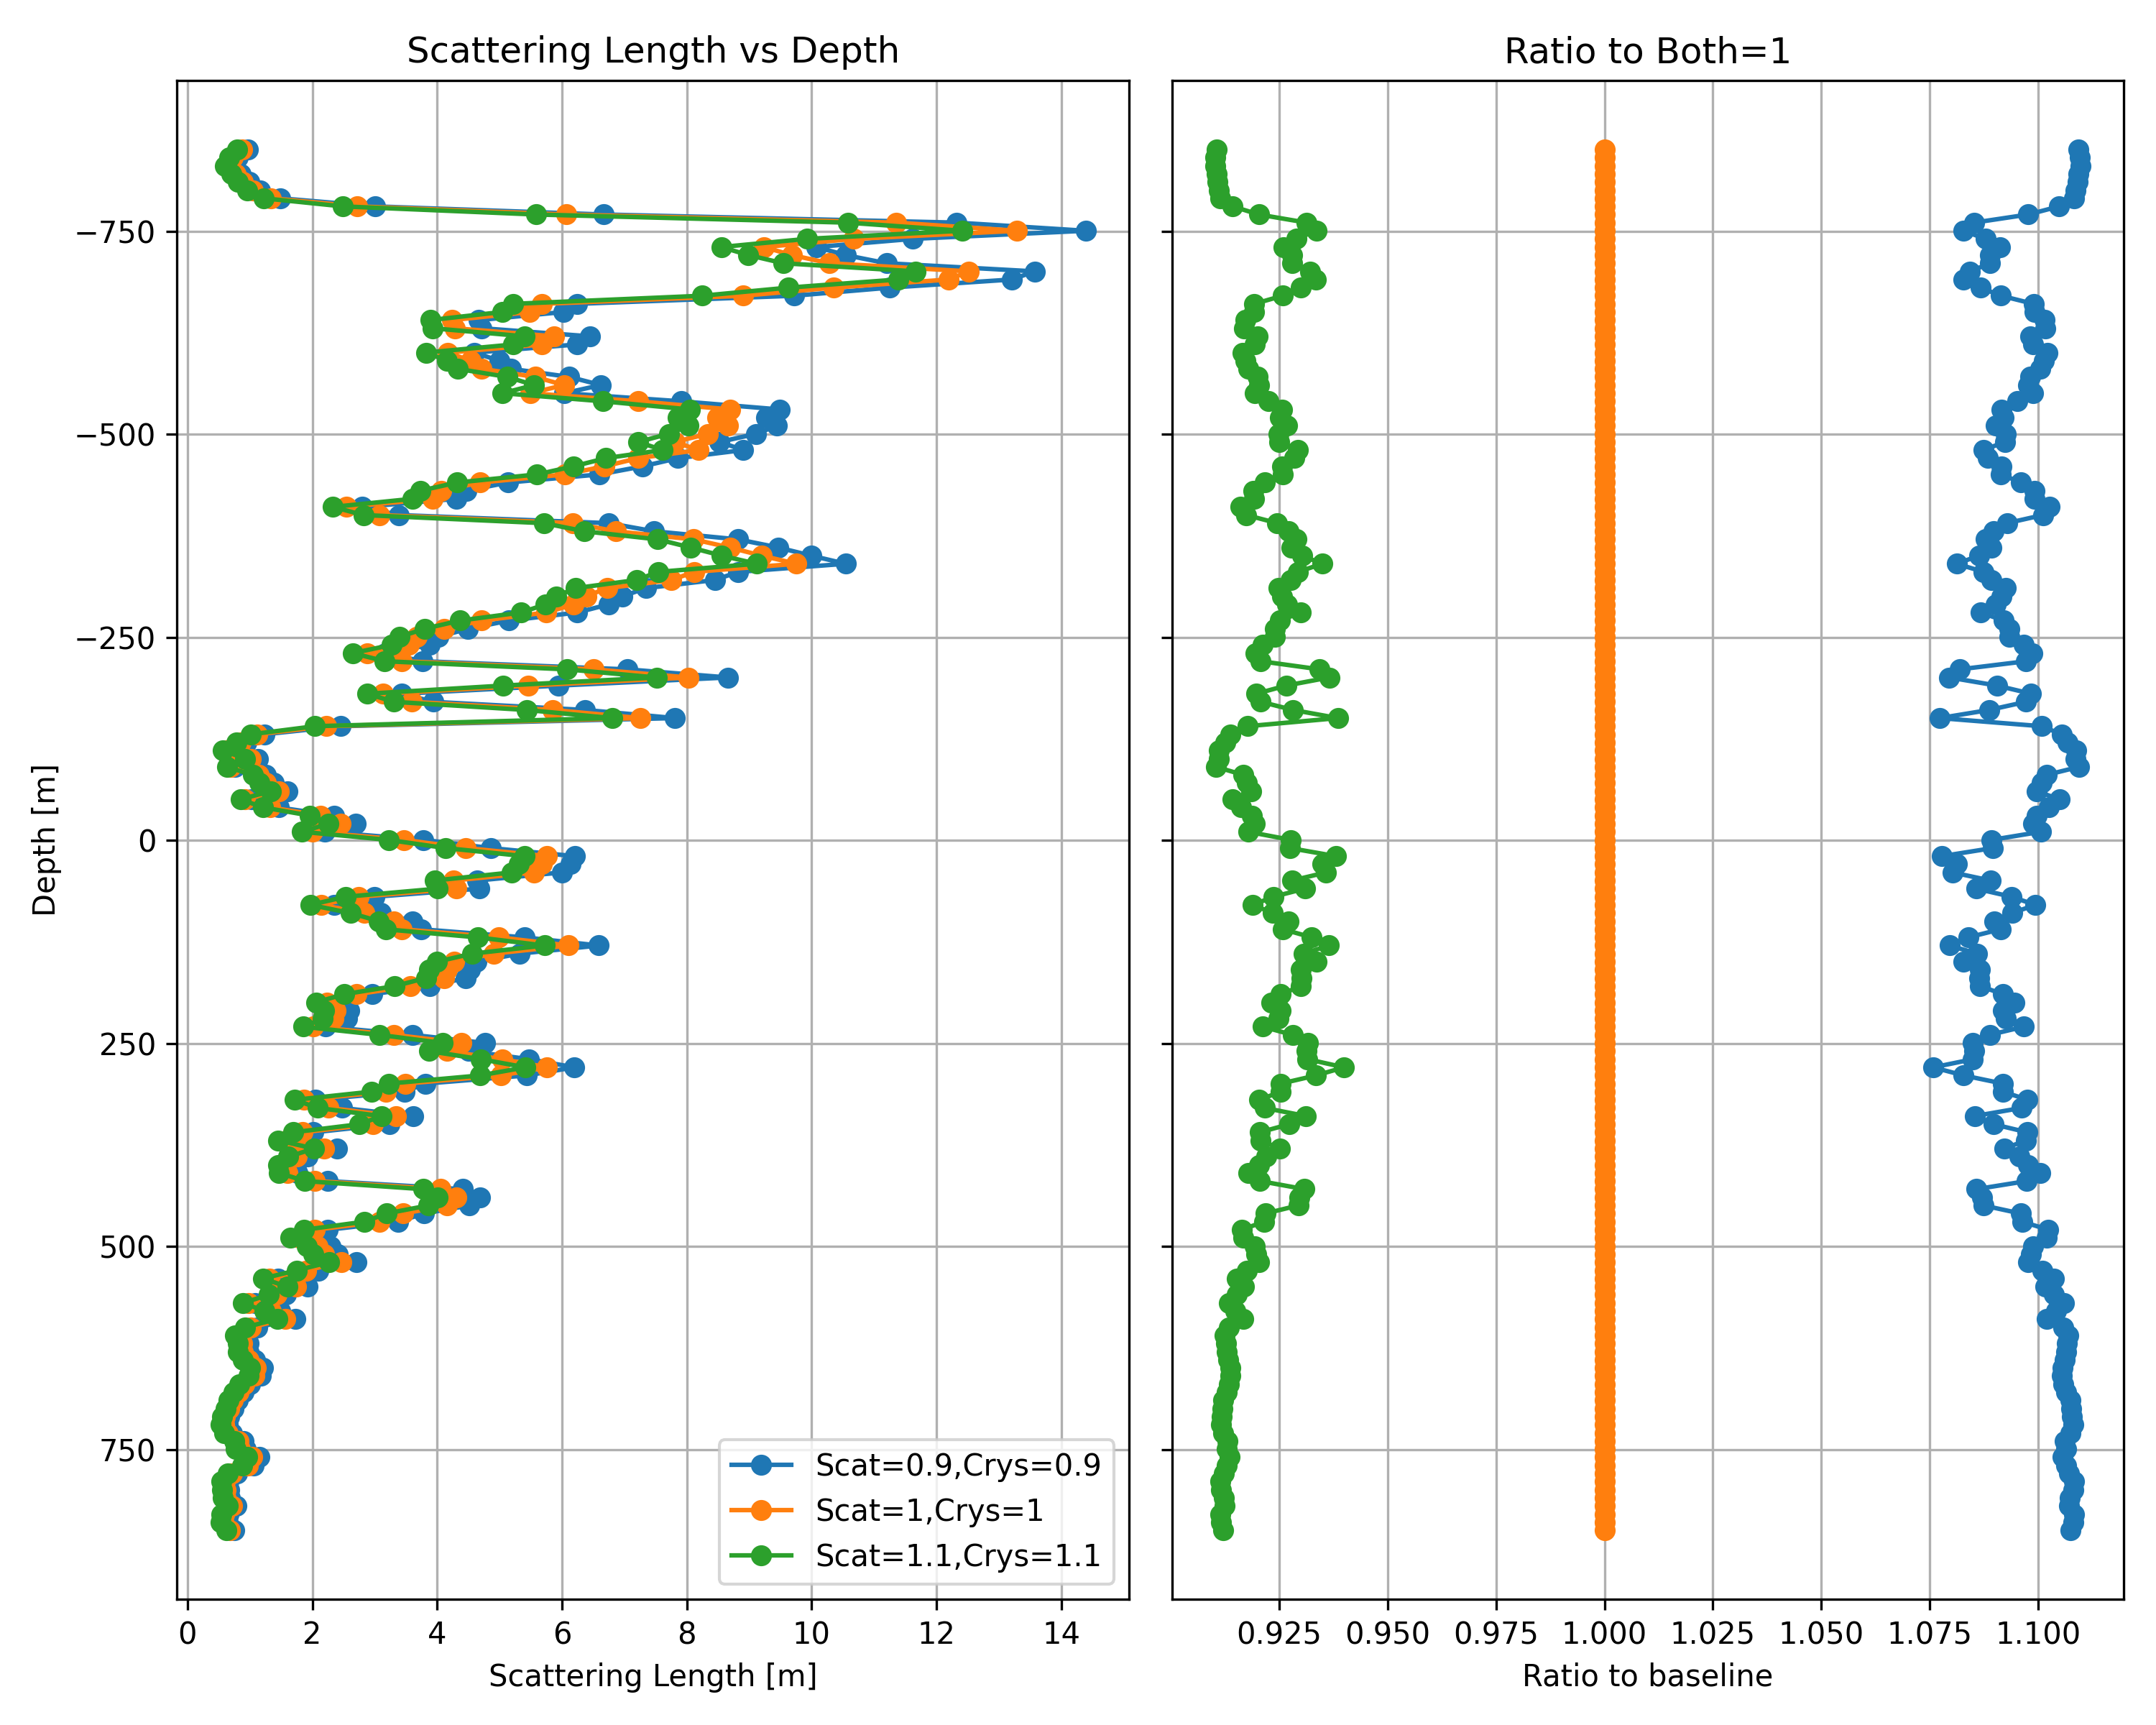 Scattering Length vs Depth
Ratio to Both=1
Depth [m]
−750
−500
−250
0
250
500
750
Scat=0.9,Crys=0.9
Scat=1,Crys=1
Scat=1.1,Crys=1.1
0 2 4 6 8 10 12 14
0.925 0.950 0.975 1.000 1.025 1.050 1.075 1.100
Scattering Length [m]
Ratio to baseline